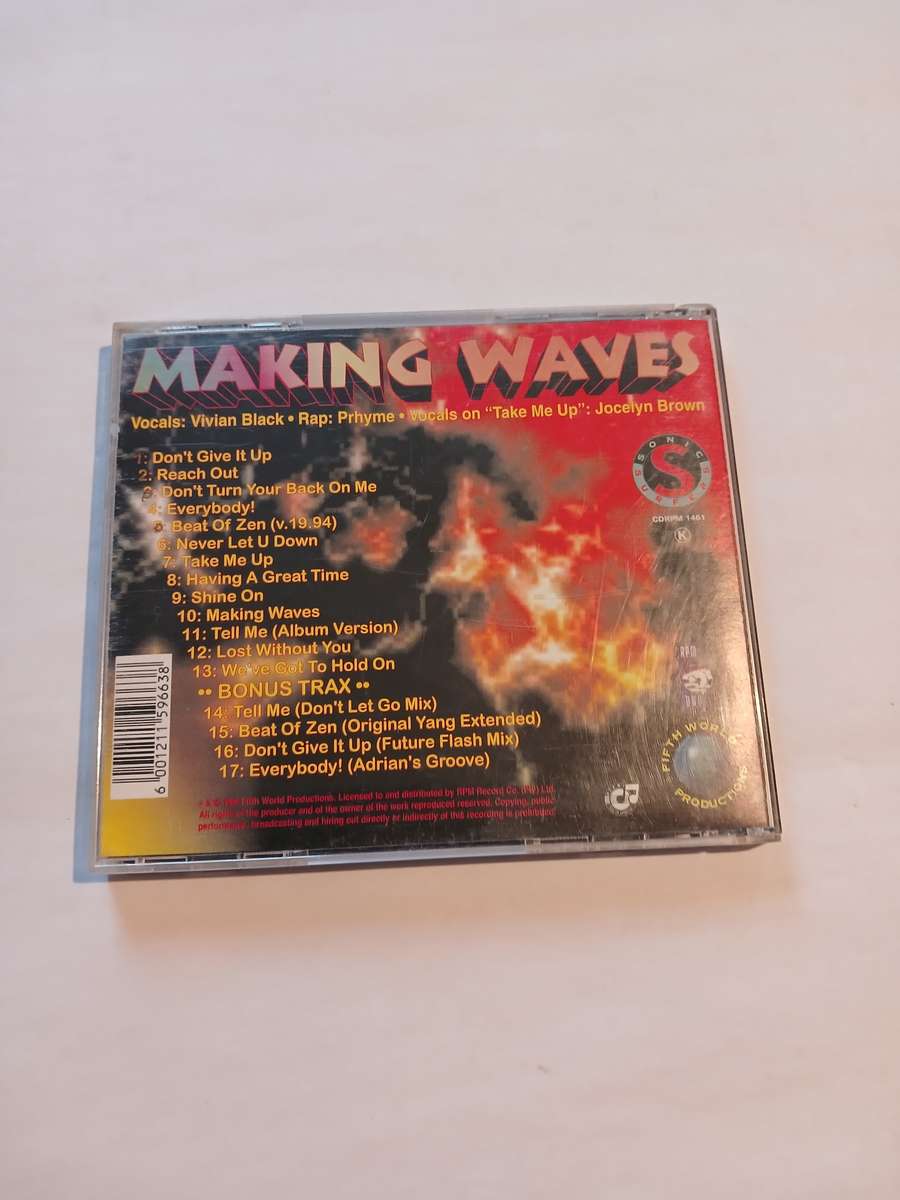 MAKING WAVES
Vocals: Vivian Black • Rap: Prhyme • Vocals on "Take Me Up": Jocelyn Brown
1: Don't Give It Up
2: Reach Out
3: Don't Turn Your Back On Me
4: Everybody!
5: Beat Of Zen (v.19.94)
6: Never Let U Down
7: Take Me Up
8: Having A Great Time
9: Shine On
10: Making Waves
11: Tell Me (Album Version)
12: Lost Without You
13: We've Got To Hold On
•• BONUS TRAX ••
14: Tell Me (Don't Let Go Mix)
15: Beat Of Zen (Original Yang Extended)
16: Don't Give It Up (Future Flash Mix)
17: Everybody! (Adrian's Groove)
SONIC
S
SURFERS
CDRPM 1461
K
RPM
FIFTH WORLD
PRODUCTIONS
6 001211 596638
Fifth World Productions. Licensed to and distributed by RPM Record Co. (Pty) Ltd.
All rights of the producer and of the owner of the work reproduced reserved. Copying, public
performance, broadcasting and hiring out directly or indirectly of this recording is prohibited.